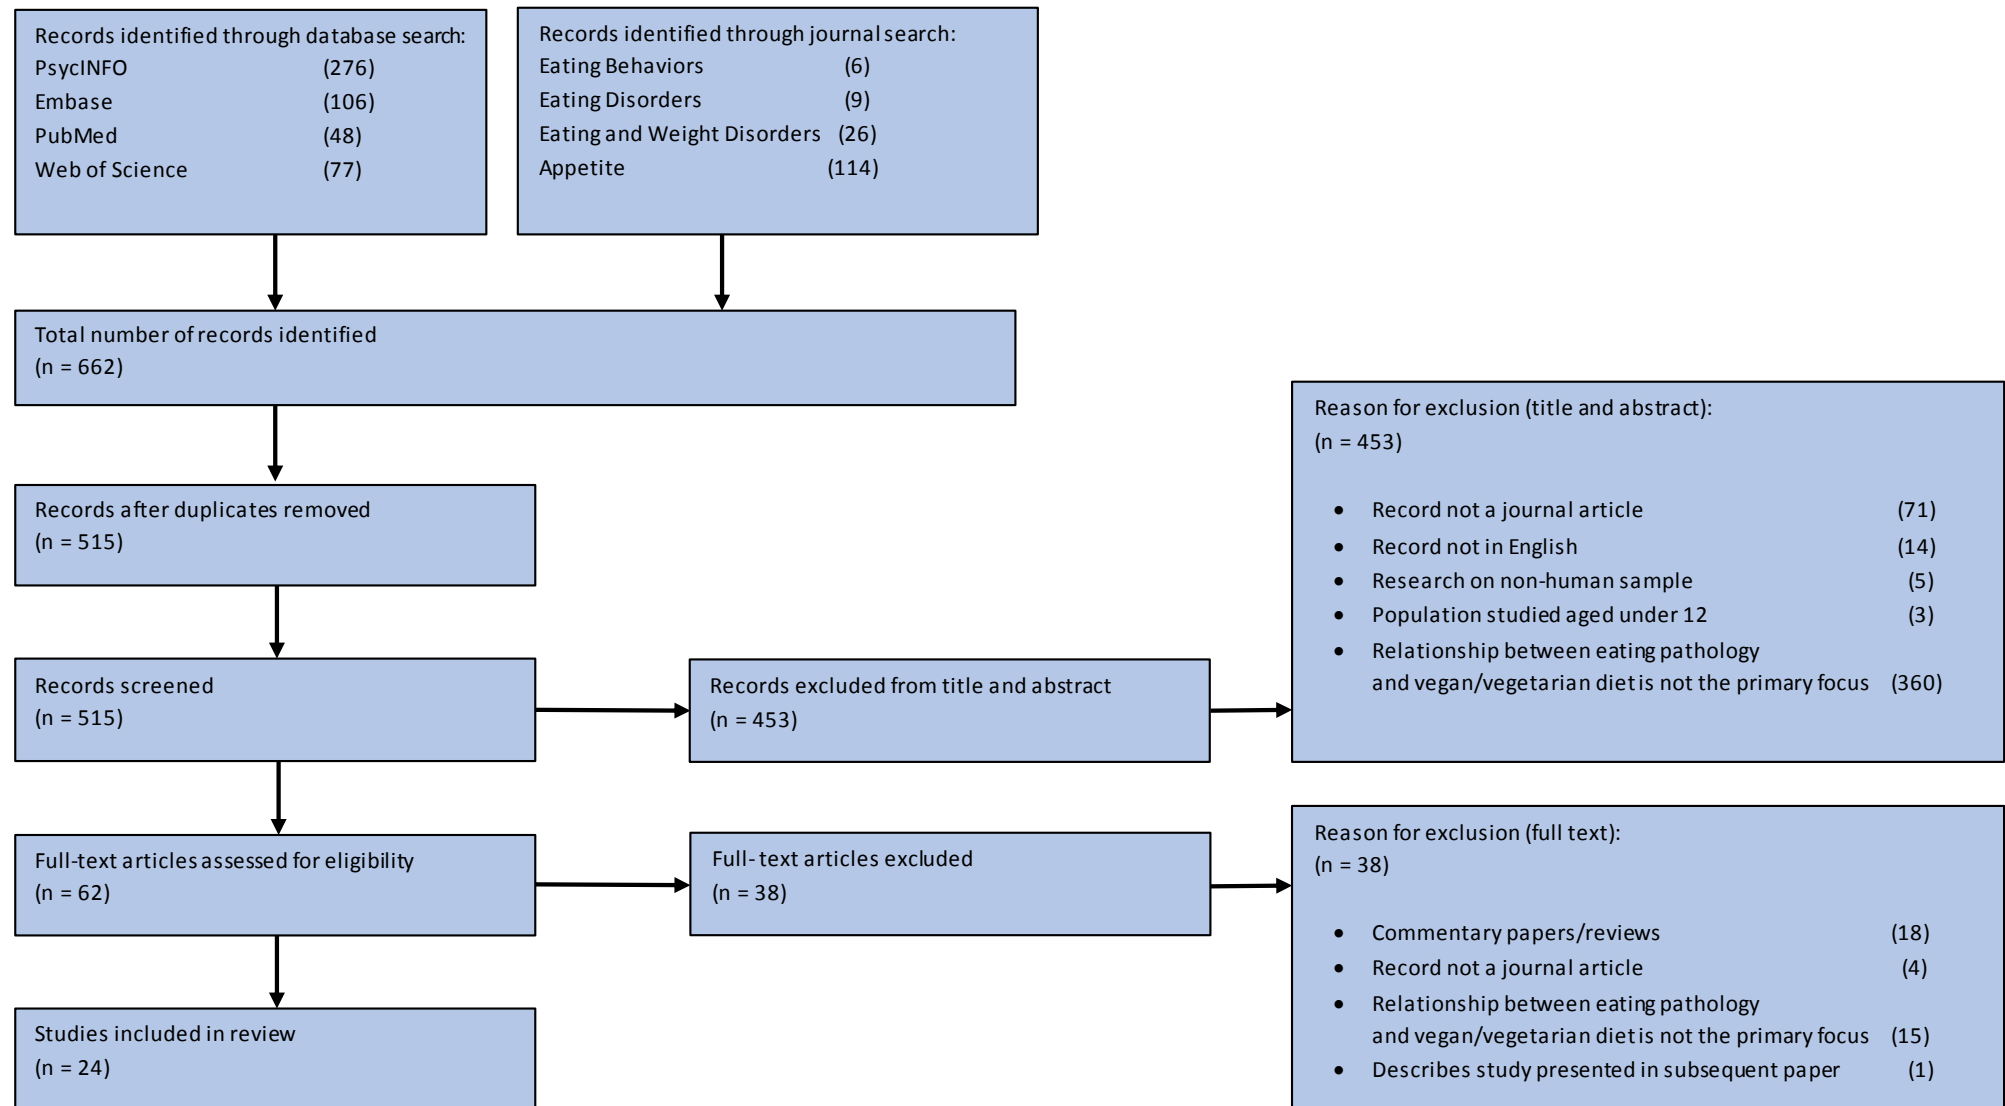 Records identified through database search:
PsycINFO (276)
Embase (106)
PubMed (48)
Web of Science (77)
Records identified through journal search:
Eating Behaviors (6)
Eating Disorders (9)
Eating and Weight Disorders (26)
Appetite (114)
Total number of records identified
(n = 662)
Records after duplicates removed
(n = 515)
Records screened
(n = 515)
Records excluded from title and abstract
(n = 453)
Reason for exclusion (title and abstract):
(n = 453)
• Record not a journal article (71)
• Record not in English (14)
• Research on non-human sample (5)
• Population studied aged under 12 (3)
• Relationship between eating pathology
and vegan/vegetarian diet is not the primary focus (360)
Full-text articles assessed for eligibility
(n = 62)
Full-text articles excluded
(n = 38)
Reason for exclusion (full text):
(n = 38)
• Commentary papers/reviews (18)
• Record not a journal article (4)
• Relationship between eating pathology
and vegan/vegetarian diet is not the primary focus (15)
• Describes study presented in subsequent paper (1)
Studies included in review
(n = 24)